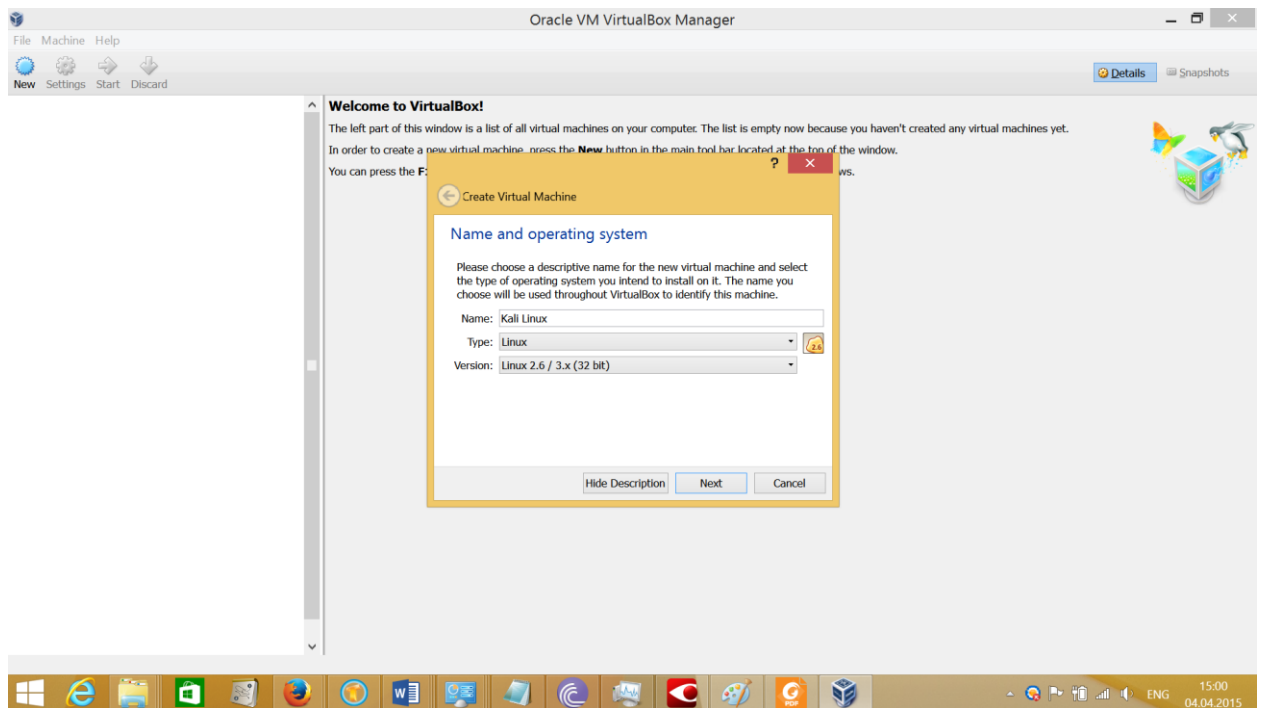 Oracle VM VirtualBox Manager
File Machine Help
New Settings Start Discard
Details Snapshots
Welcome to VirtualBox!
The left part of this window is a list of all virtual machines on your computer. The list is empty now because you haven't created any virtual machines yet.
In order to create a new virtual machine, press the New button in the main tool bar located at the top of the window.
You can press the
ws.
?
Create Virtual Machine
Name and operating system
Please choose a descriptive name for the new virtual machine and select
the type of operating system you intend to install on it. The name you
choose will be used throughout VirtualBox to identify this machine.
Name: Kali Linux
Type: Linux
2.6
Version: Linux 2.6 / 3.x (32 bit)
Hide Description Next Cancel
ENG
15:00
04.04.2015